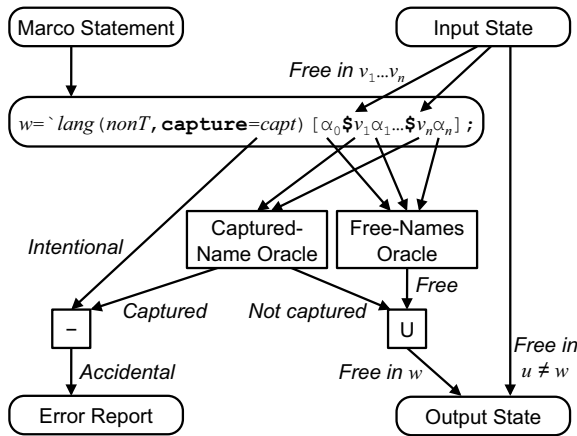 Marco Statement
Input State
Free in v₁…vₙ
w=`lang(nonT,capture=capt)[α₀$v₁α₁…$vₙαₙ];
Captured-
Name Oracle
Free-Names
Oracle
Intentional
Captured
Not captured
Free
−
U
Accidental
Free in w
Free in
u ≠ w
Error Report
Output State